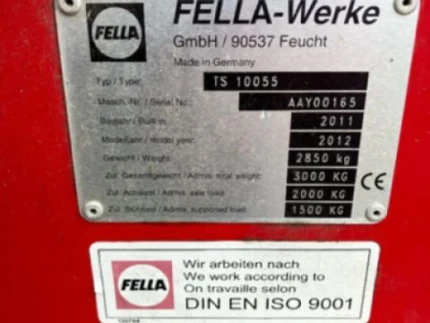 FELLA
FELLA-Werke
GmbH / 90537 Feucht
Made in Germany
Typ / Type: TS 10055
Masch.-Nr. / Serial No.: AAY00165
Baujahr / Built in: 2011
Modelljahr / model year: 2012
Gewicht / Weight: 2850 kg
Zul. Gesamtgewicht / Admis. total weight: 3000 KG
Zul. Achslast / Admis. axle load: 2000 KG
Zul. Stützlast / Admis. supported load: 1500 KG
CE
FELLA
Wir arbeiten nach
We work according to
On travaille selon
DIN EN ISO 9001